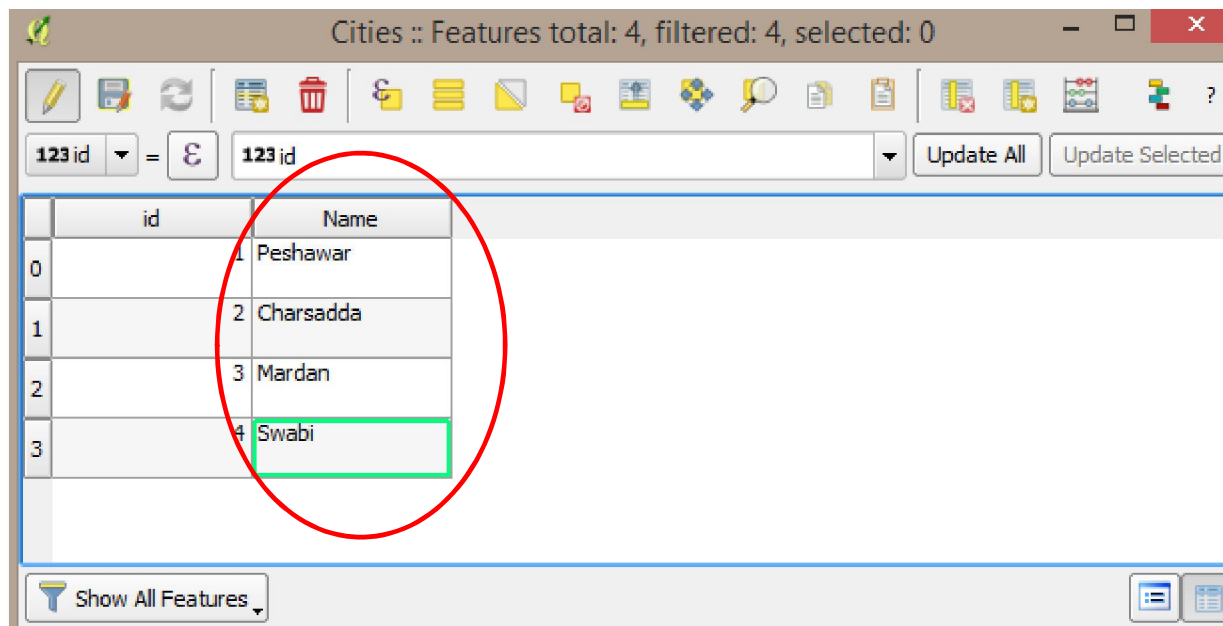 Cities :: Features total: 4, filtered: 4, selected: 0
ε
?
123 id = ε 123 id Update All Update Selected
id Name
0 1 Peshawar
1 2 Charsadda
2 3 Mardan
3 4 Swabi
Show All Features